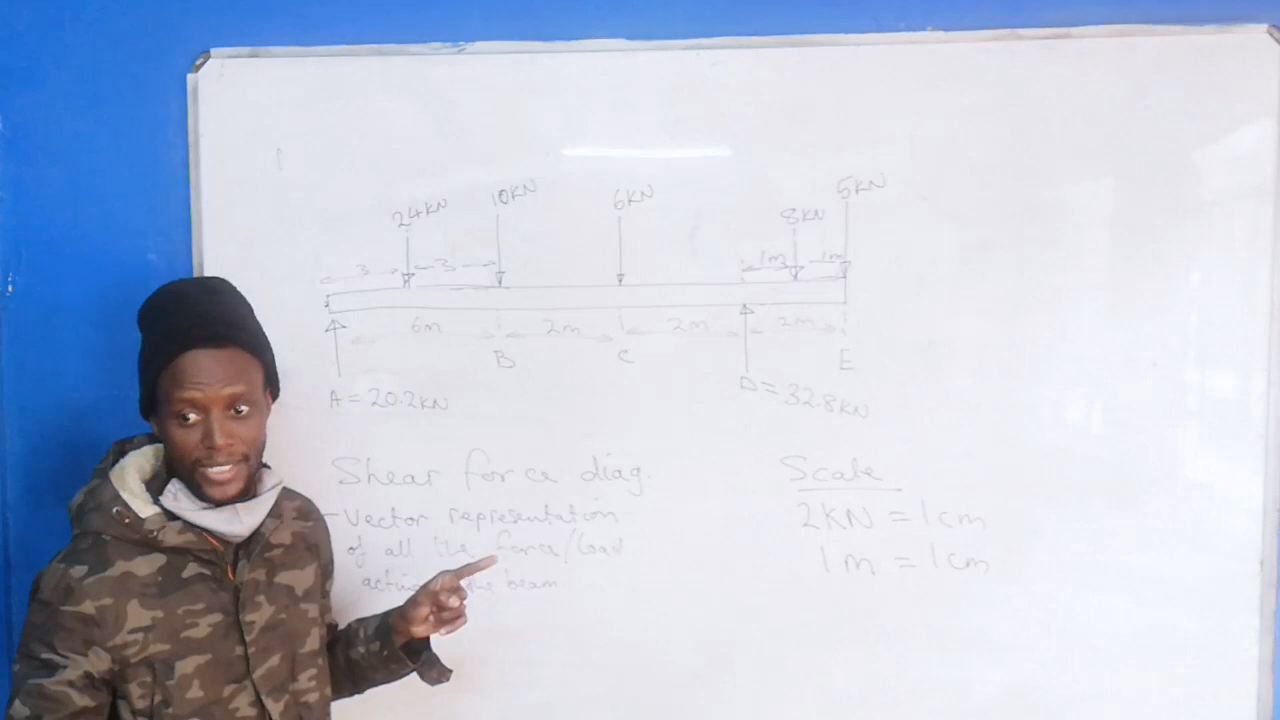 24KN 10KN 6KN 8KN 5KN
3 3 1m 1m
6m 2m 2m 2m
B C E
A = 20.2KN D = 32.8KN
Shear force diag. Scale
- Vector representation 2KN = 1cm
of all the force/load 1m = 1cm
beam